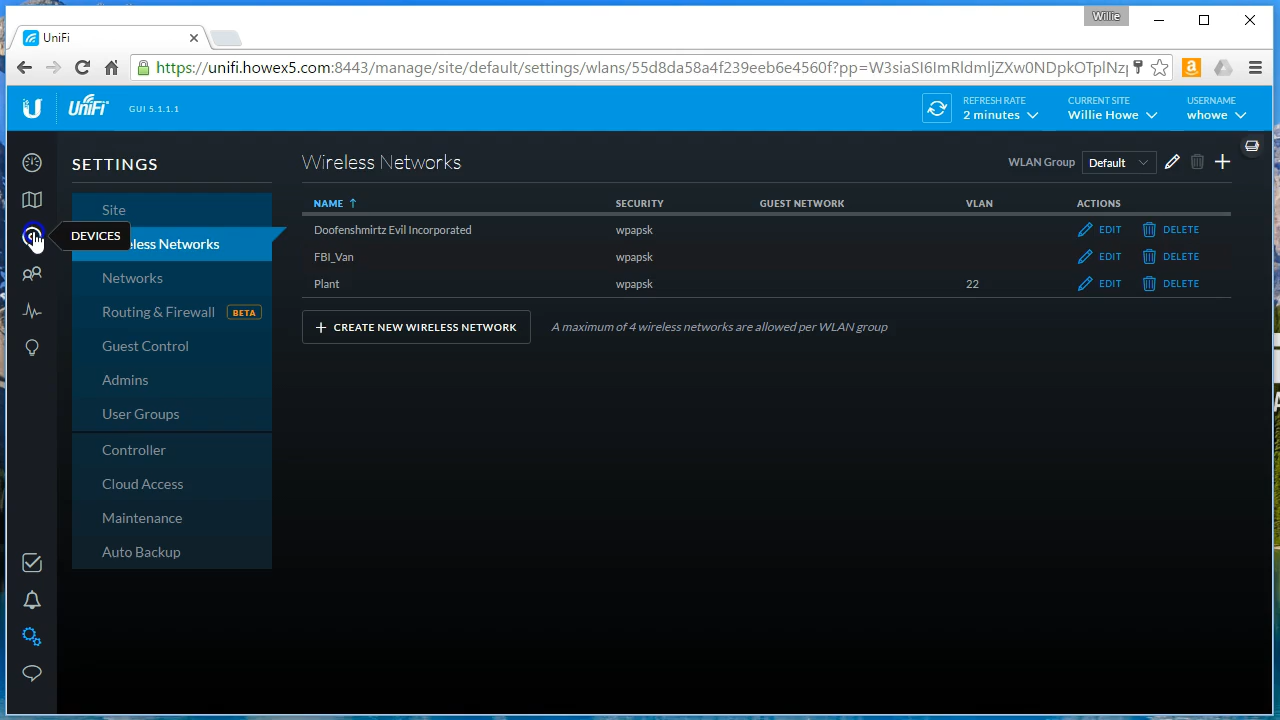 Willie
UniFi
https://unifi.howex5.com:8443/manage/site/default/settings/wlans/55d8da58a4f239eeb6e4560f?pp=W3siaSI6ImRldmljZXw0NDpkOTplNz
UniFi
GUI 5.1.1.1
REFRESH RATE
2 minutes
CURRENT SITE
Willie Howe
USERNAME
whowe
SETTINGS
Site
eless Networks
Networks
Routing & Firewall BETA
Guest Control
Admins
User Groups
Controller
Cloud Access
Maintenance
Auto Backup
DEVICES
Wireless Networks
WLAN Group Default
NAME SECURITY GUEST NETWORK VLAN ACTIONS
Doofenshmirtz Evil Incorporated wpapsk EDIT DELETE
FBI_Van wpapsk EDIT DELETE
Plant wpapsk 22 EDIT DELETE
+ CREATE NEW WIRELESS NETWORK A maximum of 4 wireless networks are allowed per WLAN group